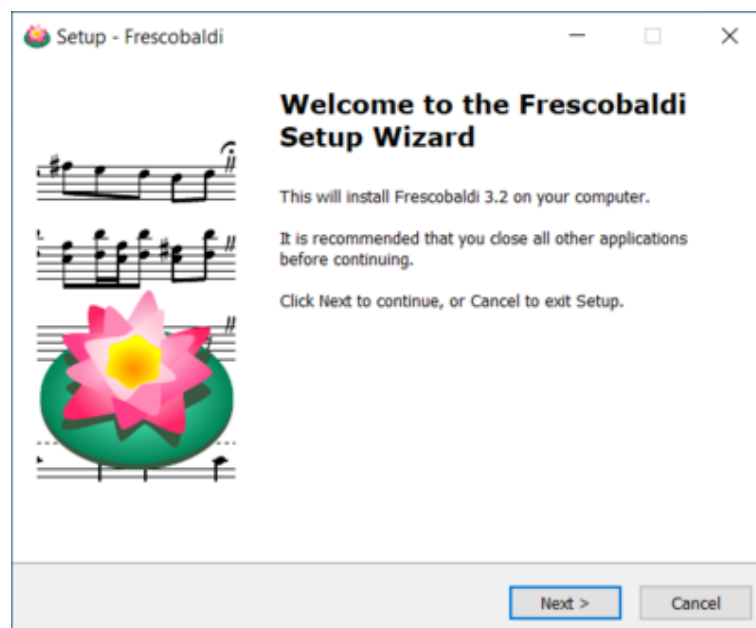 Setup - Frescobaldi
Welcome to the Frescobaldi
Setup Wizard
This will install Frescobaldi 3.2 on your computer.
It is recommended that you close all other applications
before continuing.
Click Next to continue, or Cancel to exit Setup.
Next >
Cancel